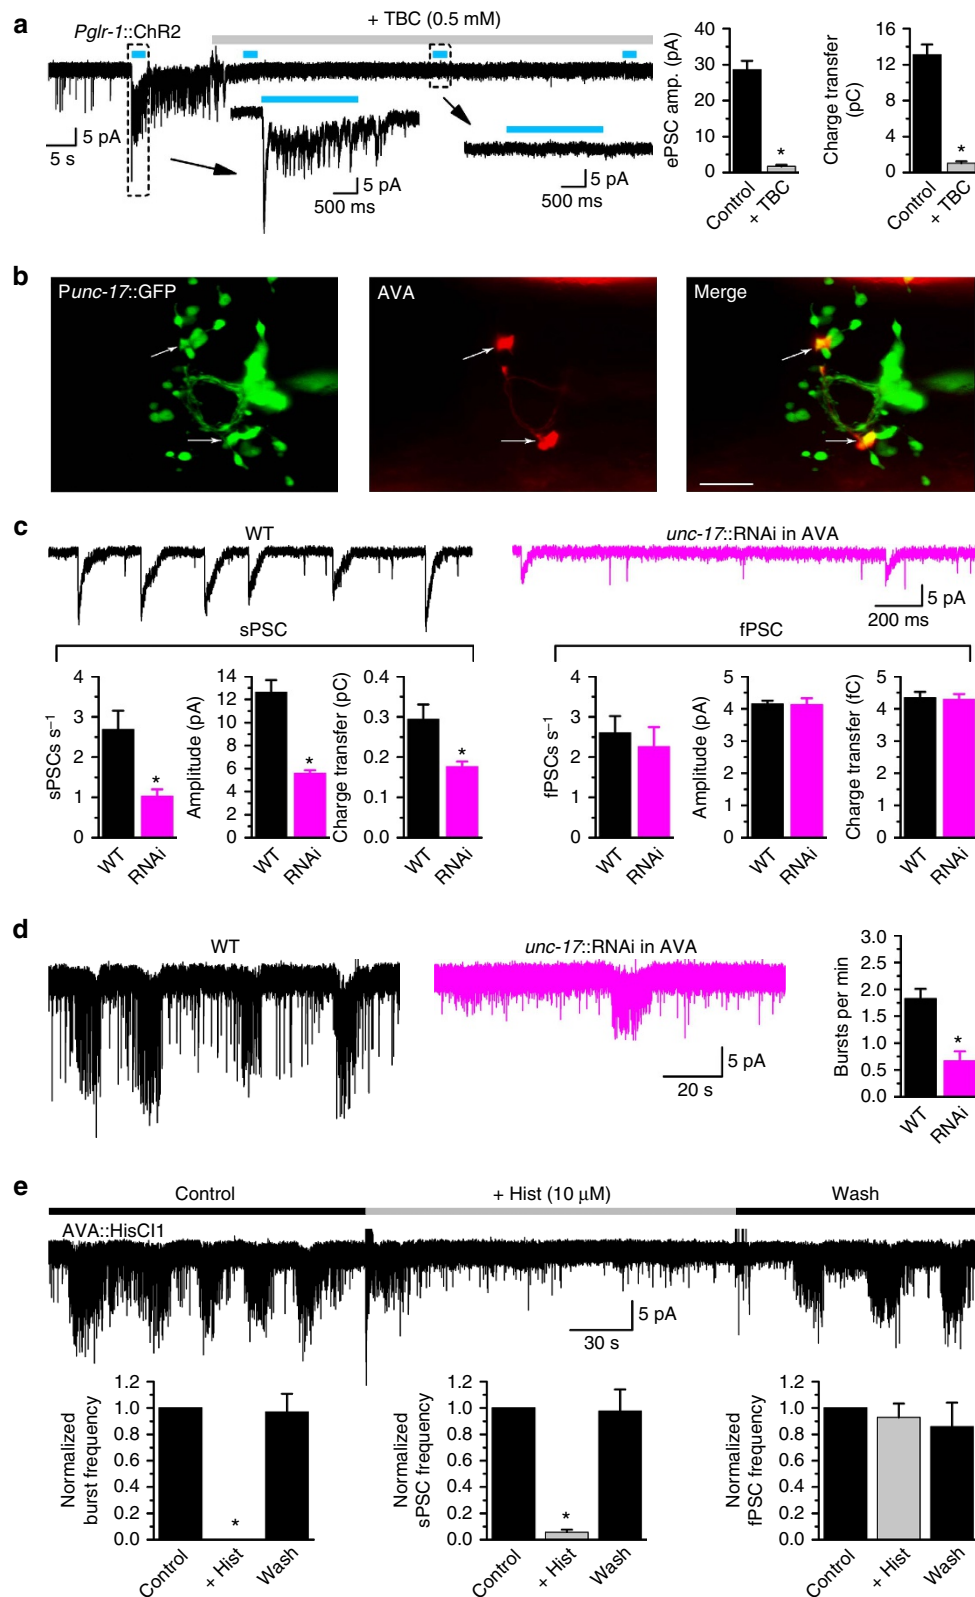 a
Pglr-1::ChR2
+ TBC (0.5 mM)
5 pA
5 s
5 pA
500 ms
5 pA
500 ms
ePSC amp. (pA)
40
30
20
10
0
*
Control
+ TBC
Charge transfer (pC)
16
12
8
4
0
*
Control
+ TBC
b
Punc-17::GFP
AVA
Merge
c
WT
unc-17::RNAi in AVA
5 pA
200 ms
sPSC
fPSC
sPSCs s⁻¹
4
3
2
1
0
*
WT
RNAi
Amplitude (pA)
14
12
10
8
6
4
2
0
*
WT
RNAi
Charge transfer (pC)
0.4
0.3
0.2
0.1
0.0
*
WT
RNAi
fPSCs s⁻¹
4
3
2
1
0
WT
RNAi
Amplitude (pA)
5
4
3
2
1
0
WT
RNAi
Charge transfer (fC)
5
4
3
2
1
0
WT
RNAi
d
WT
unc-17::RNAi in AVA
5 pA
20 s
Bursts per min
3.0
2.5
2.0
1.5
1.0
0.5
0.0
*
WT
RNAi
e
Control
+ Hist (10 μM)
Wash
AVA::HisCl1
5 pA
30 s
Normalized
burst frequency
1.2
1.0
0.8
0.6
0.4
0.2
0.0
*
Control
+ Hist
Wash
Normalized
sPSC frequency
1.2
1.0
0.8
0.6
0.4
0.2
0.0
*
Control
+ Hist
Wash
Normalized
fPSC frequency
1.2
1.0
0.8
0.6
0.4
0.2
0.0
Control
+ Hist
Wash